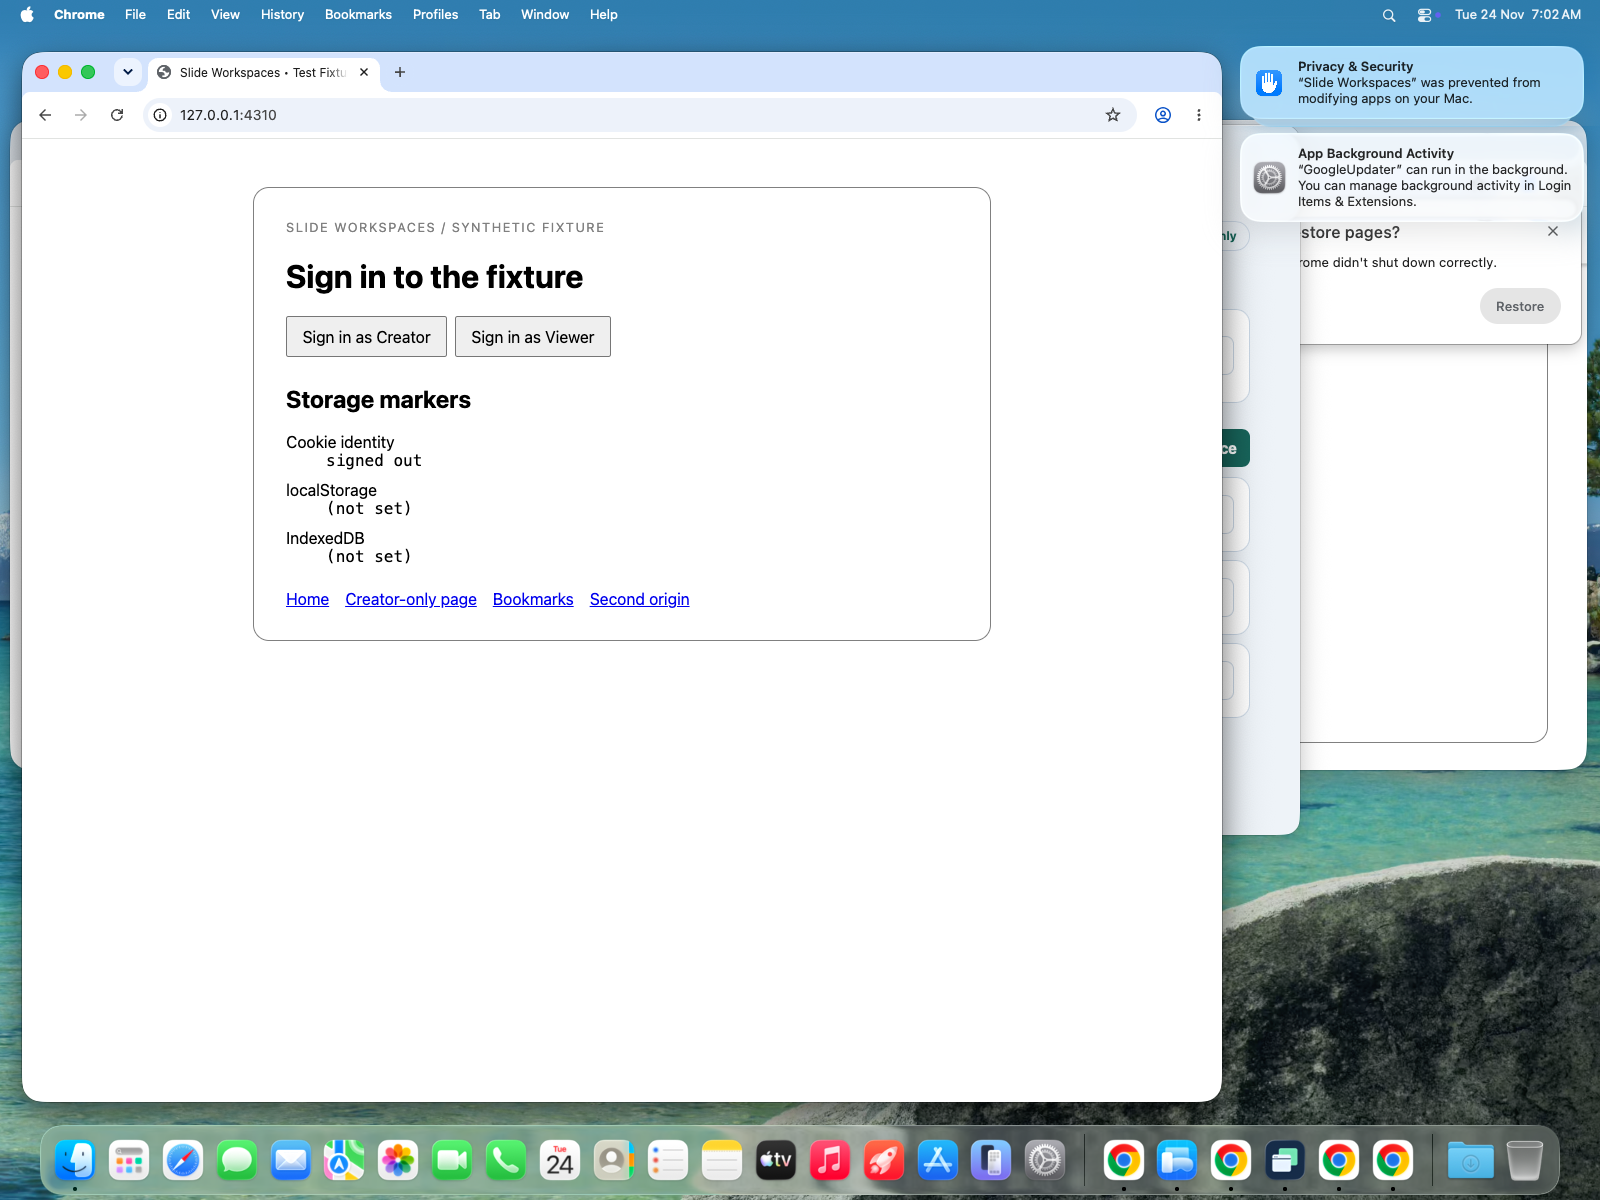 Chrome File Edit View History Bookmarks Profiles Tab Window Help
Tue 24 Nov 7:02 AM
Slide Workspaces • Test Fixtu
127.0.0.1:4310
SLIDE WORKSPACES / SYNTHETIC FIXTURE
Sign in to the fixture
Sign in as Creator Sign in as Viewer
Storage markers
Cookie identity
signed out
localStorage
(not set)
IndexedDB
(not set)
Home Creator-only page Bookmarks Second origin
Privacy & Security
“Slide Workspaces” was prevented from
modifying apps on your Mac.
App Background Activity
“GoogleUpdater” can run in the background.
You can manage background activity in Login
Items & Extensions.
store pages?
rome didn't shut down correctly.
Restore
nly
ce
Tue
24
tv